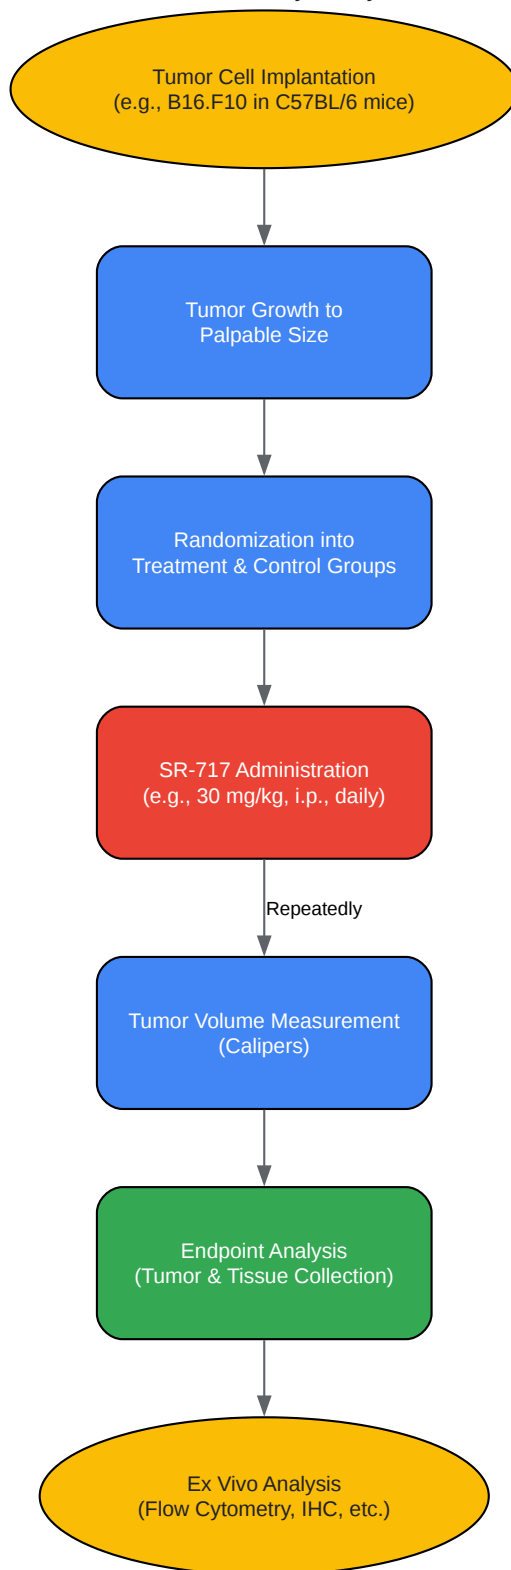 Tumor Cell Implantation
(e.g., B16.F10 in C57BL/6 mice)
Tumor Growth to
Palpable Size
Randomization into
Treatment & Control Groups
SR-717 Administration
(e.g., 30 mg/kg, i.p., daily)
Repeatedly
Tumor Volume Measurement
(Calipers)
Endpoint Analysis
(Tumor & Tissue Collection)
Ex Vivo Analysis
(Flow Cytometry, IHC, etc.)